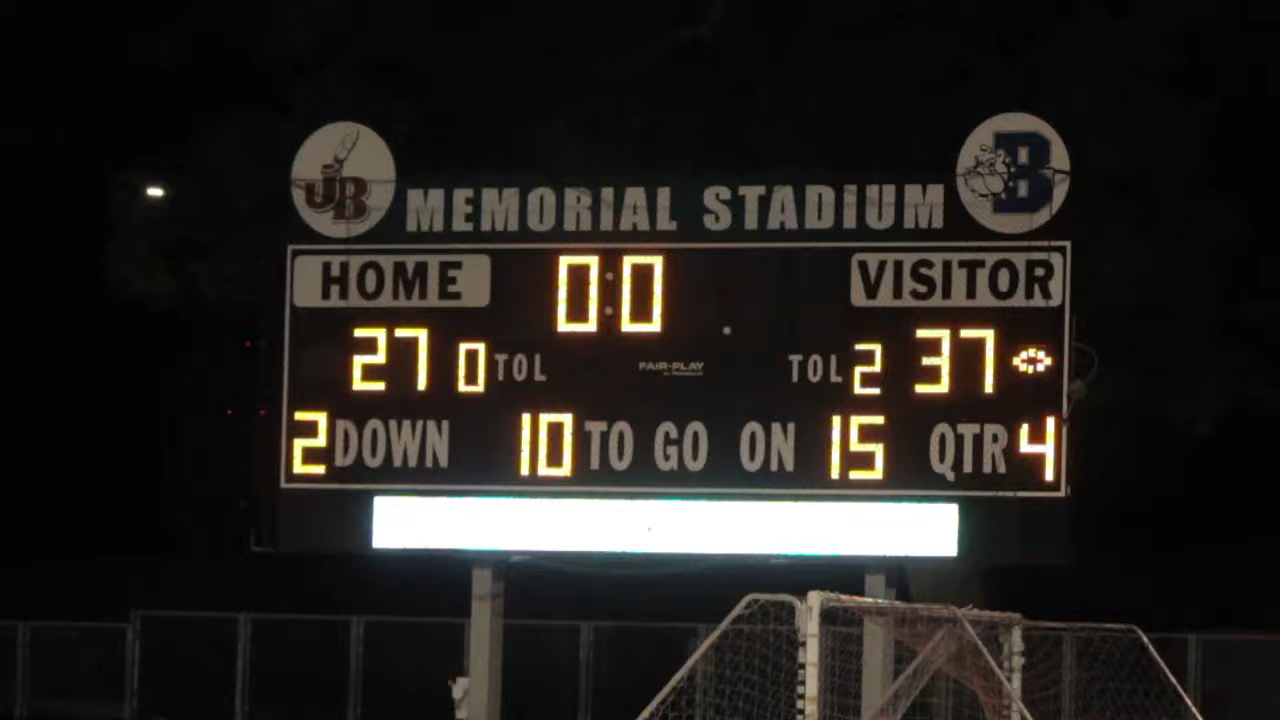 JB
B
MEMORIAL STADIUM
HOME 0:0 VISITOR
27 0 TOL FAIR-PLAY TOL 2 37
2 DOWN 10 TO GO ON 15 QTR 4